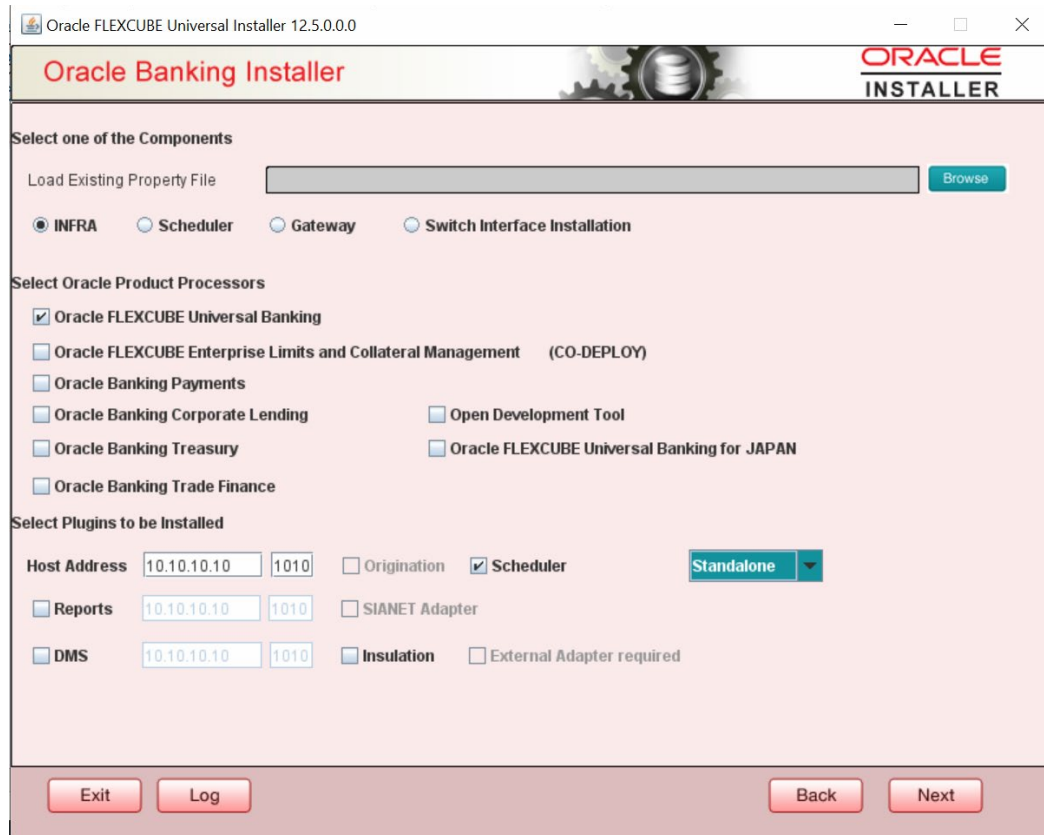 Oracle FLEXCUBE Universal Installer 12.5.0.0.0
Oracle Banking Installer
ORACLE
INSTALLER
Select one of the Components
Load Existing Property File Browse
INFRA Scheduler Gateway Switch Interface Installation
Select Oracle Product Processors
Oracle FLEXCUBE Universal Banking
Oracle FLEXCUBE Enterprise Limits and Collateral Management (CO-DEPLOY)
Oracle Banking Payments
Oracle Banking Corporate Lending Open Development Tool
Oracle Banking Treasury Oracle FLEXCUBE Universal Banking for JAPAN
Oracle Banking Trade Finance
Select Plugins to be Installed
Host Address 10.10.10.10 1010 Origination Scheduler Standalone
Reports 10.10.10.10 1010 SIANET Adapter
DMS 10.10.10.10 1010 Insulation External Adapter required
Exit Log Back Next